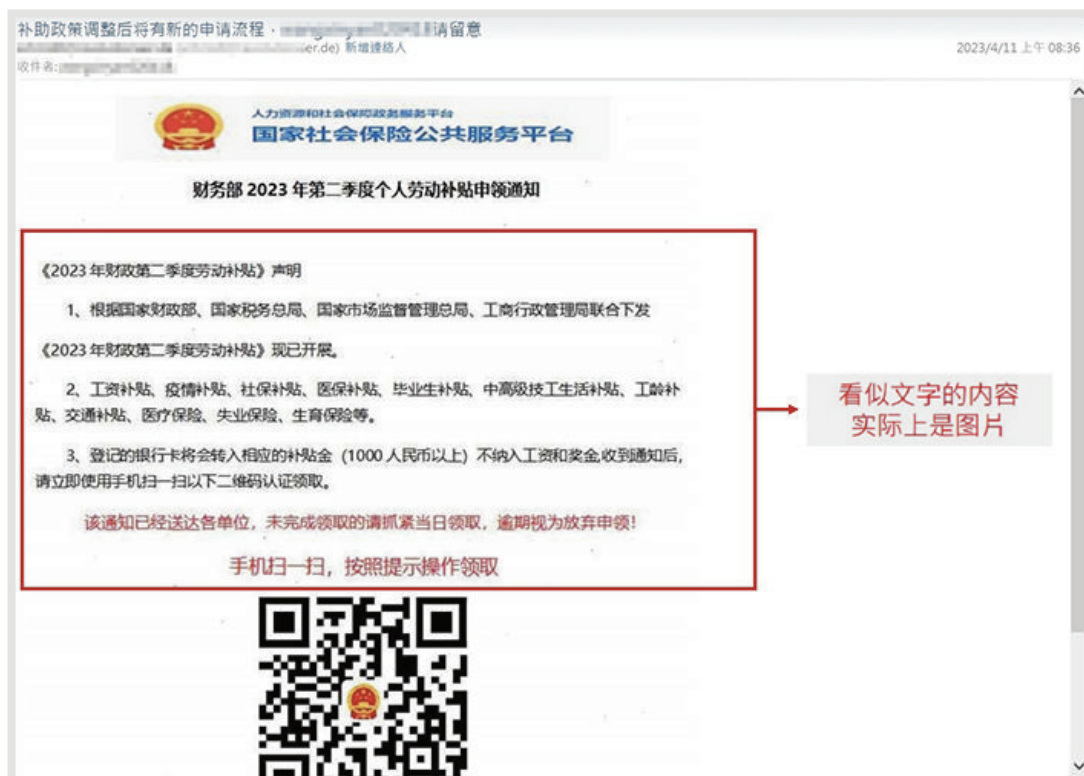 补助政策调整后将有新的申请流程· 请留意
er.de) 新增連絡人
2023/4/11 上午 08:36
收件者:
人力资源和社会保障政务服务平台
国家社会保险公共服务平台
财务部 2023 年第二季度个人劳动补贴申领通知
《2023 年财政第二季度劳动补贴》声明
1、根据国家财政部、国家税务总局、国家市场监督管理总局、工商行政管理局联合下发
《2023 年财政第二季度劳动补贴》现已开展。
2、工资补贴、疫情补贴、社保补贴、医保补贴、毕业生补贴、中高级技工生活补贴、工龄补
贴、交通补贴、医疗保险、失业保险、生育保险等。
3、登记的银行卡将会转入相应的补贴金（1000 人民币以上）不纳入工资和奖金,收到通知后,
请立即使用手机扫一扫以下二维码认证领取。
该通知已经送达各单位，未完成领取的请抓紧当日领取，逾期视为放弃申领！
手机扫一扫，按照提示操作领取
看似文字的内容
实际上是图片